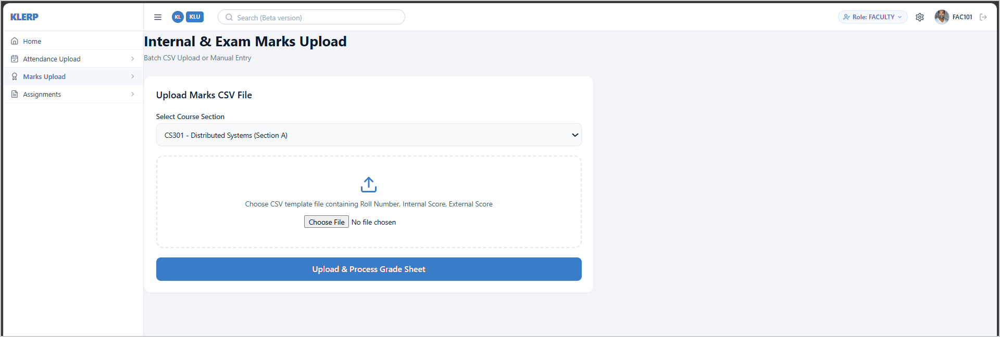 KLERP
KL KLU
Search (Beta version)
Role: FACULTY
FAC101
Home
Attendance Upload
Marks Upload
Assignments
Internal & Exam Marks Upload
Batch CSV Upload or Manual Entry
Upload Marks CSV File
Select Course Section
CS301 - Distributed Systems (Section A)
Choose CSV template file containing Roll Number, Internal Score, External Score
Choose File No file chosen
Upload & Process Grade Sheet